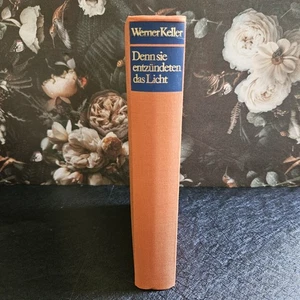 Werner Keller
Denn sie
entzündeten
das Licht